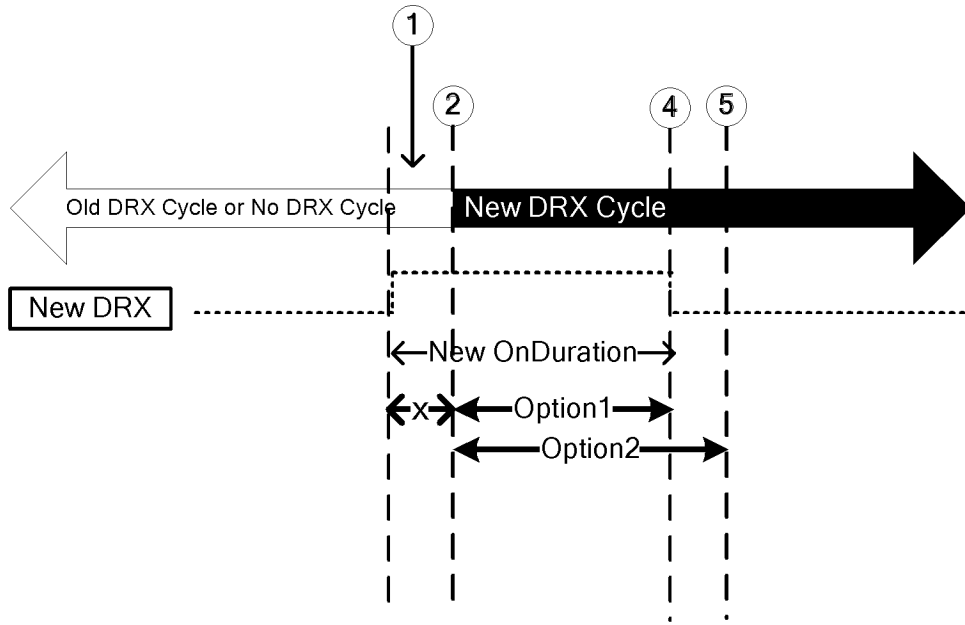 1
2
4
5
Old DRX Cycle or No DRX Cycle
New DRX Cycle
New DRX
New OnDuration
x
Option1
Option2